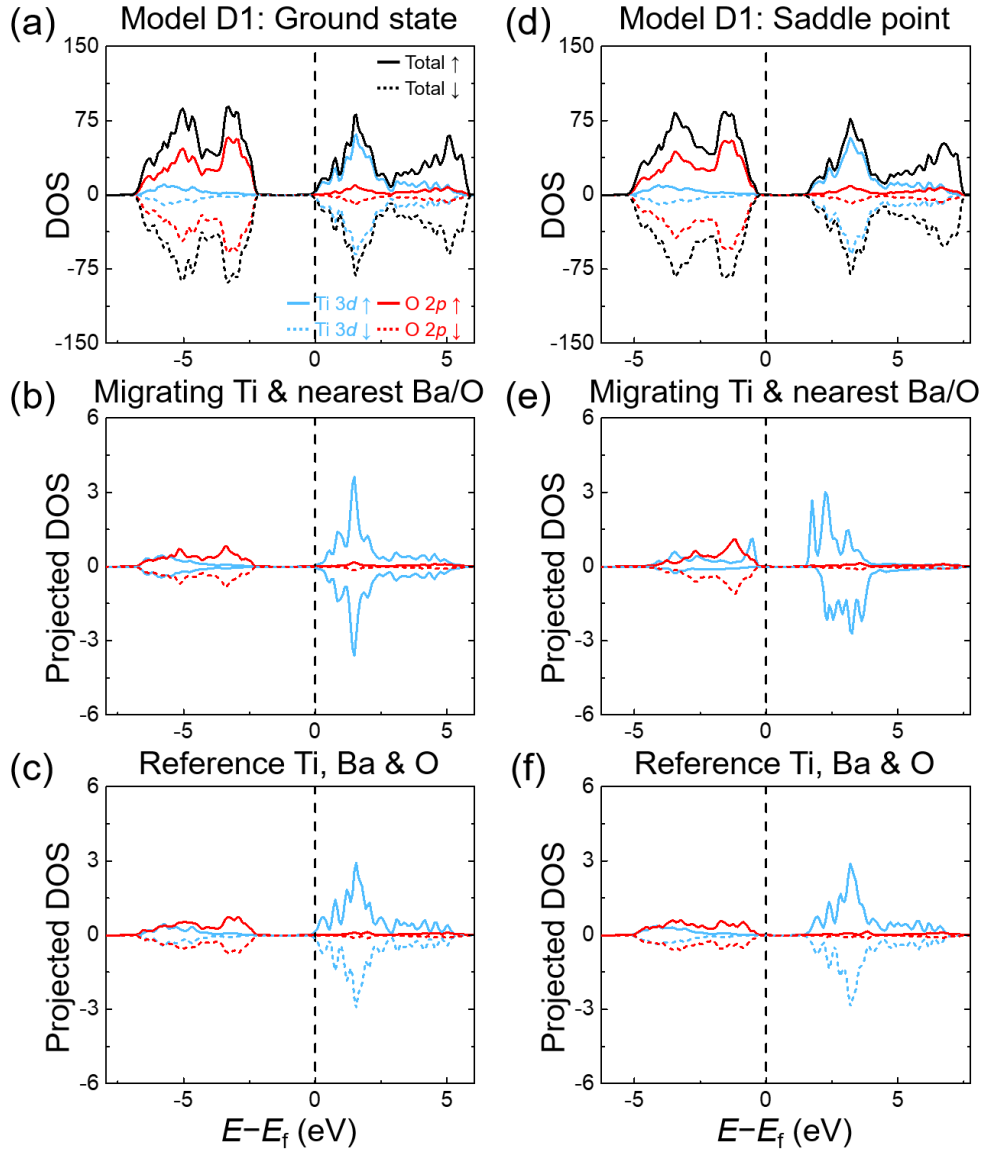 (a) Model D1: Ground state
150
75
0
-75
-150
DOS
Total ↑
Total ↓
Ti 3d ↑ O 2p ↑
Ti 3d ↓ O 2p ↓
-5 0 5
(d) Model D1: Saddle point
150
75
0
-75
-150
DOS
-5 0 5
(b) Migrating Ti & nearest Ba/O
6
3
0
-3
-6
Projected DOS
-5 0 5
(e) Migrating Ti & nearest Ba/O
6
3
0
-3
-6
Projected DOS
-5 0 5
(c) Reference Ti, Ba & O
6
3
0
-3
-6
Projected DOS
-5 0 5
E−Ef (eV)
(f) Reference Ti, Ba & O
6
3
0
-3
-6
Projected DOS
-5 0 5
E−Ef (eV)